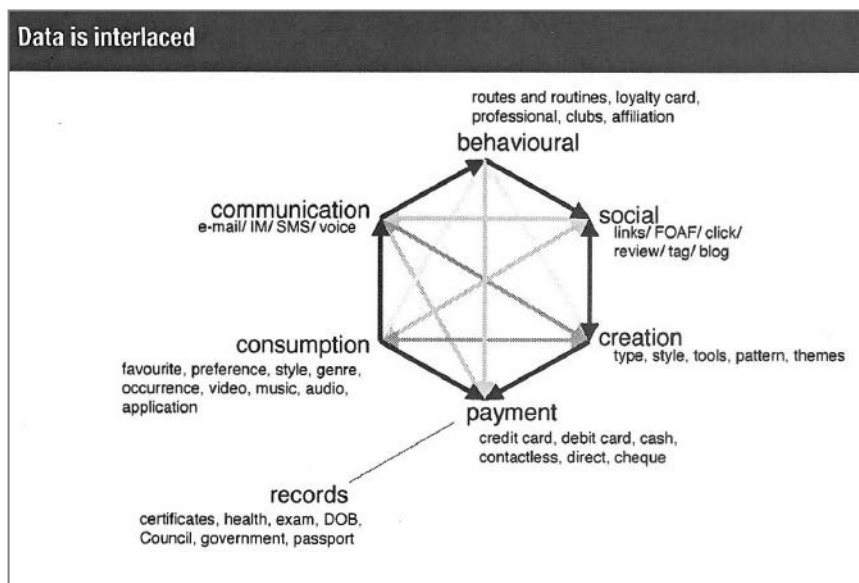 Data is interlaced
routes and routines, loyalty card,
professional, clubs, affiliation
behavioural
communication
e-mail/ IM/ SMS/ voice
social
links/ FOAF/ click/
review/ tag/ blog
consumption
favourite, preference, style, genre,
occurrence, video, music, audio,
application
creation
type, style, tools, pattern, themes
payment
credit card, debit card, cash,
contactless, direct, cheque
records
certificates, health, exam, DOB,
Council, government, passport